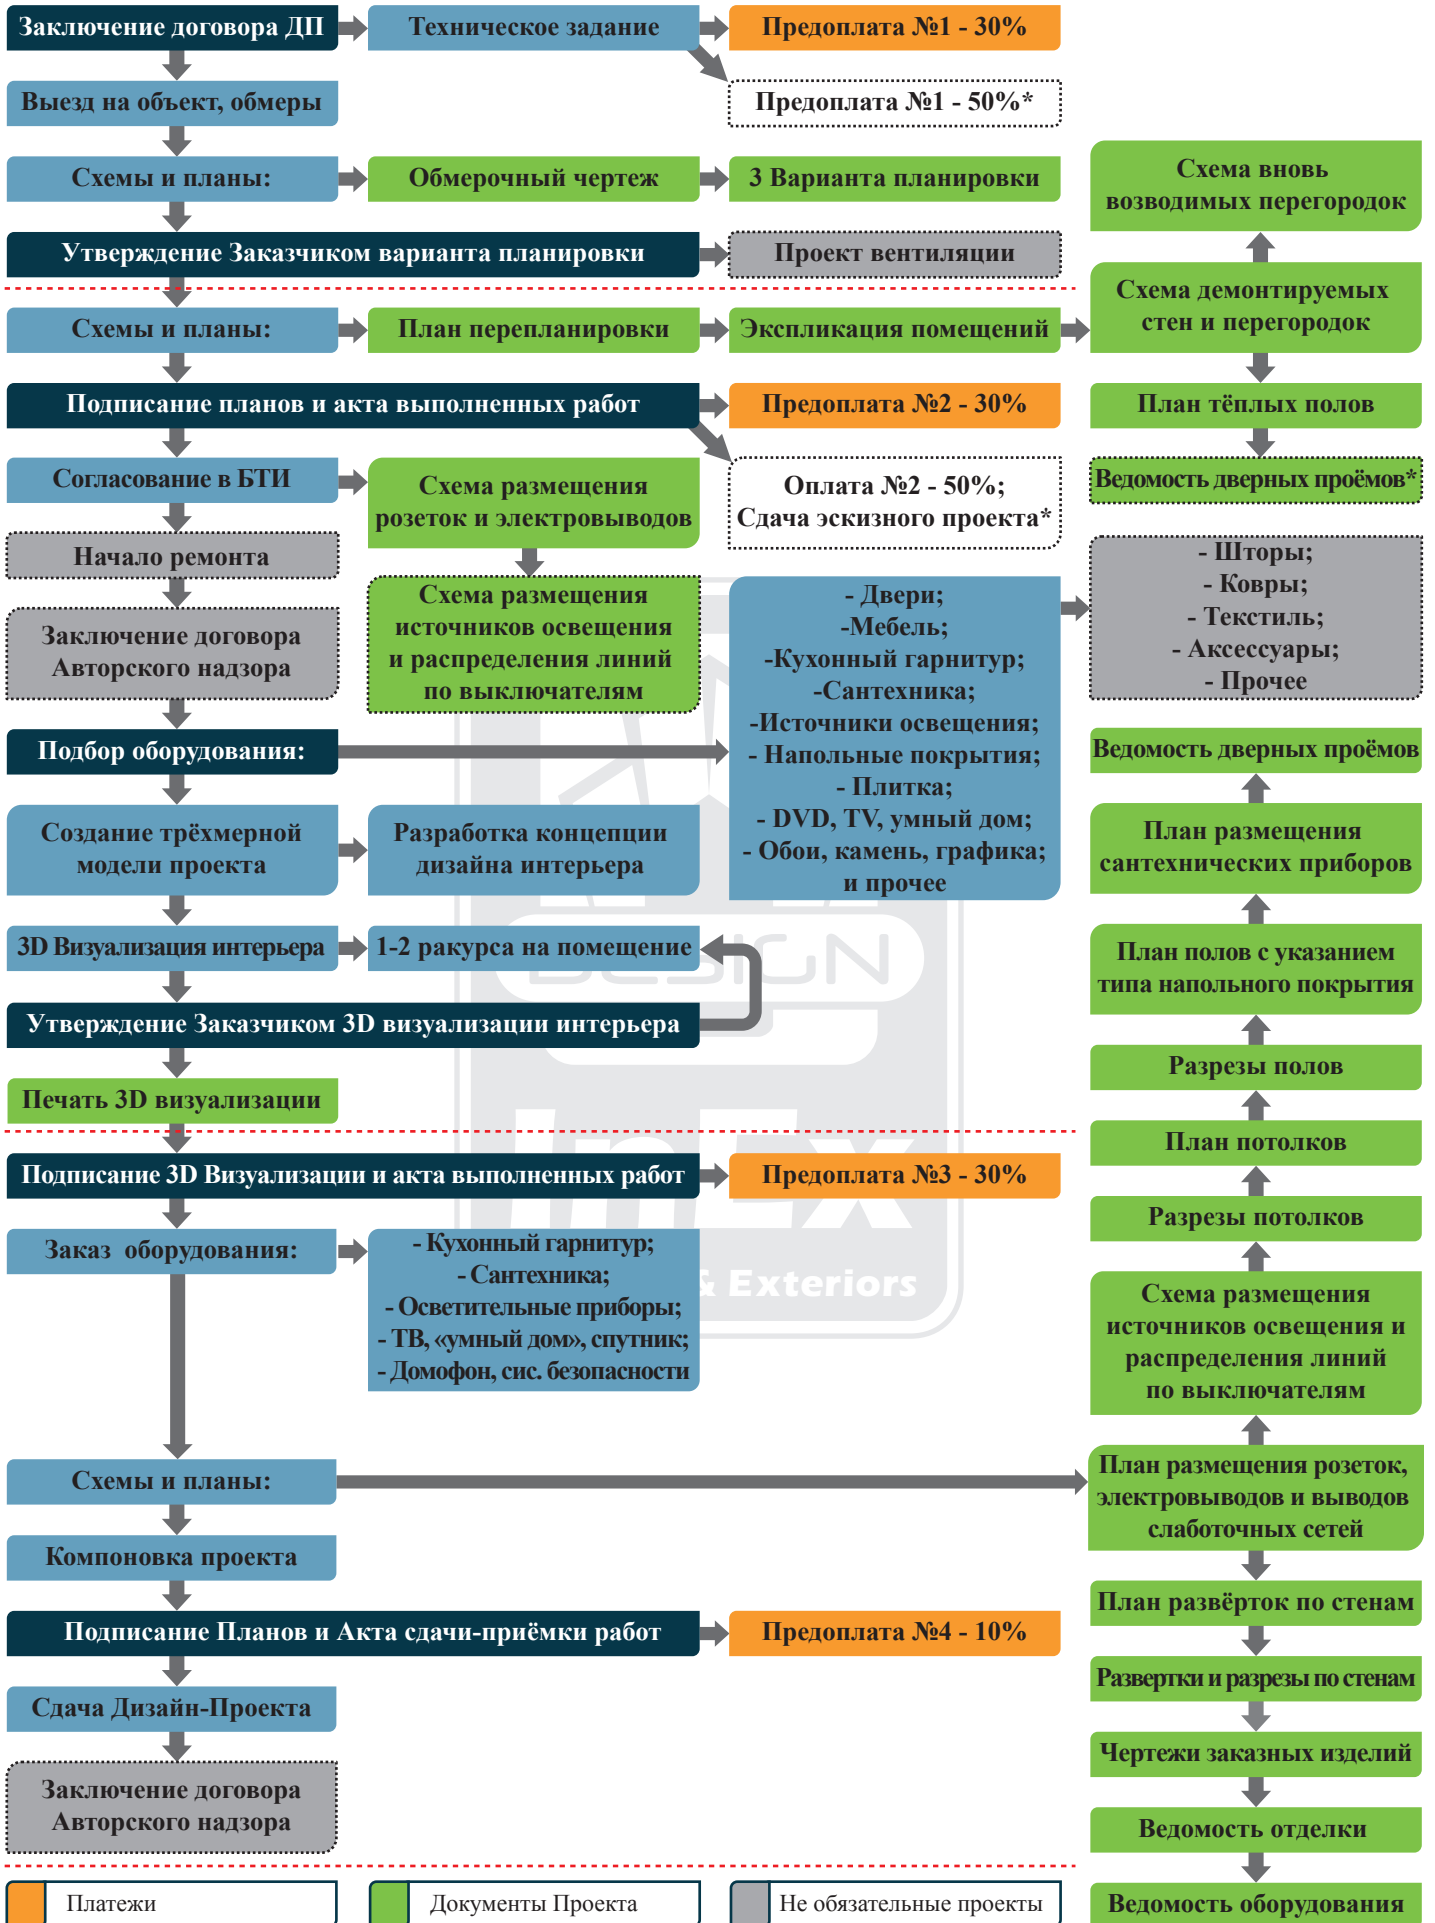 Заключение договора ДП
Техническое задание
Предоплата №1 - 30%
Выезд на объект, обмеры
Предоплата №1 - 50%*
Схемы и планы:
Обмерочный чертеж
3 Варианта планировки
Схема вновь
возводимых перегородок
Утверждение Заказчиком варианта планировки
Проект вентиляции
Схемы и планы:
План перепланировки
Экспликация помещений
Схема демонтируемых
стен и перегородок
Подписание планов и акта выполненных работ
Предоплата №2 - 30%
План тёплых полов
Согласование в БТИ
Схема размещения
розеток и электровыводов
Оплата №2 - 50%;
Сдача эскизного проекта*
Ведомость дверных проёмов*
Начало ремонта
- Шторы;
- Ковры;
- Текстиль;
- Аксессуары;
- Прочее
Заключение договора
Авторского надзора
Схема размещения
источников освещения
и распределения линий
по выключателям
- Двери;
-Мебель;
-Кухонный гарнитур;
-Сантехника;
-Источники освещения;
- Напольные покрытия;
- Плитка;
- DVD, TV, умный дом;
- Обои, камень, графика;
и прочее
Подбор оборудования:
Ведомость дверных проёмов
Создание трёхмерной
модели проекта
Разработка концепции
дизайна интерьера
План размещения
сантехнических приборов
3D Визуализация интерьера
1-2 ракурса на помещение
DESIGN
План полов с указанием
типа напольного покрытия
Утверждение Заказчиком 3D визуализации интерьера
Разрезы полов
Печать 3D визуализации
InEx
План потолков
Подписание 3D Визуализации и акта выполненных работ
Предоплата №3 - 30%
Разрезы потолков
Заказ оборудования:
- Кухонный гарнитур;
- Сантехника;
- Осветительные приборы;
- ТВ, «умный дом», спутник;
- Домофон, сис. безопасности
& Exteriors
Схема размещения
источников освещения и
распределения линий
по выключателям
Схемы и планы:
План размещения розеток,
электровыводов и выводов
слаботочных сетей
Компоновка проекта
План развёрток по стенам
Подписание Планов и Акта сдачи-приёмки работ
Предоплата №4 - 10%
Развертки и разрезы по стенам
Сдача Дизайн-Проекта
Чертежи заказных изделий
Заключение договора
Авторского надзора
Ведомость отделки
Платежи
Документы Проекта
Не обязательные проекты
Ведомость оборудования